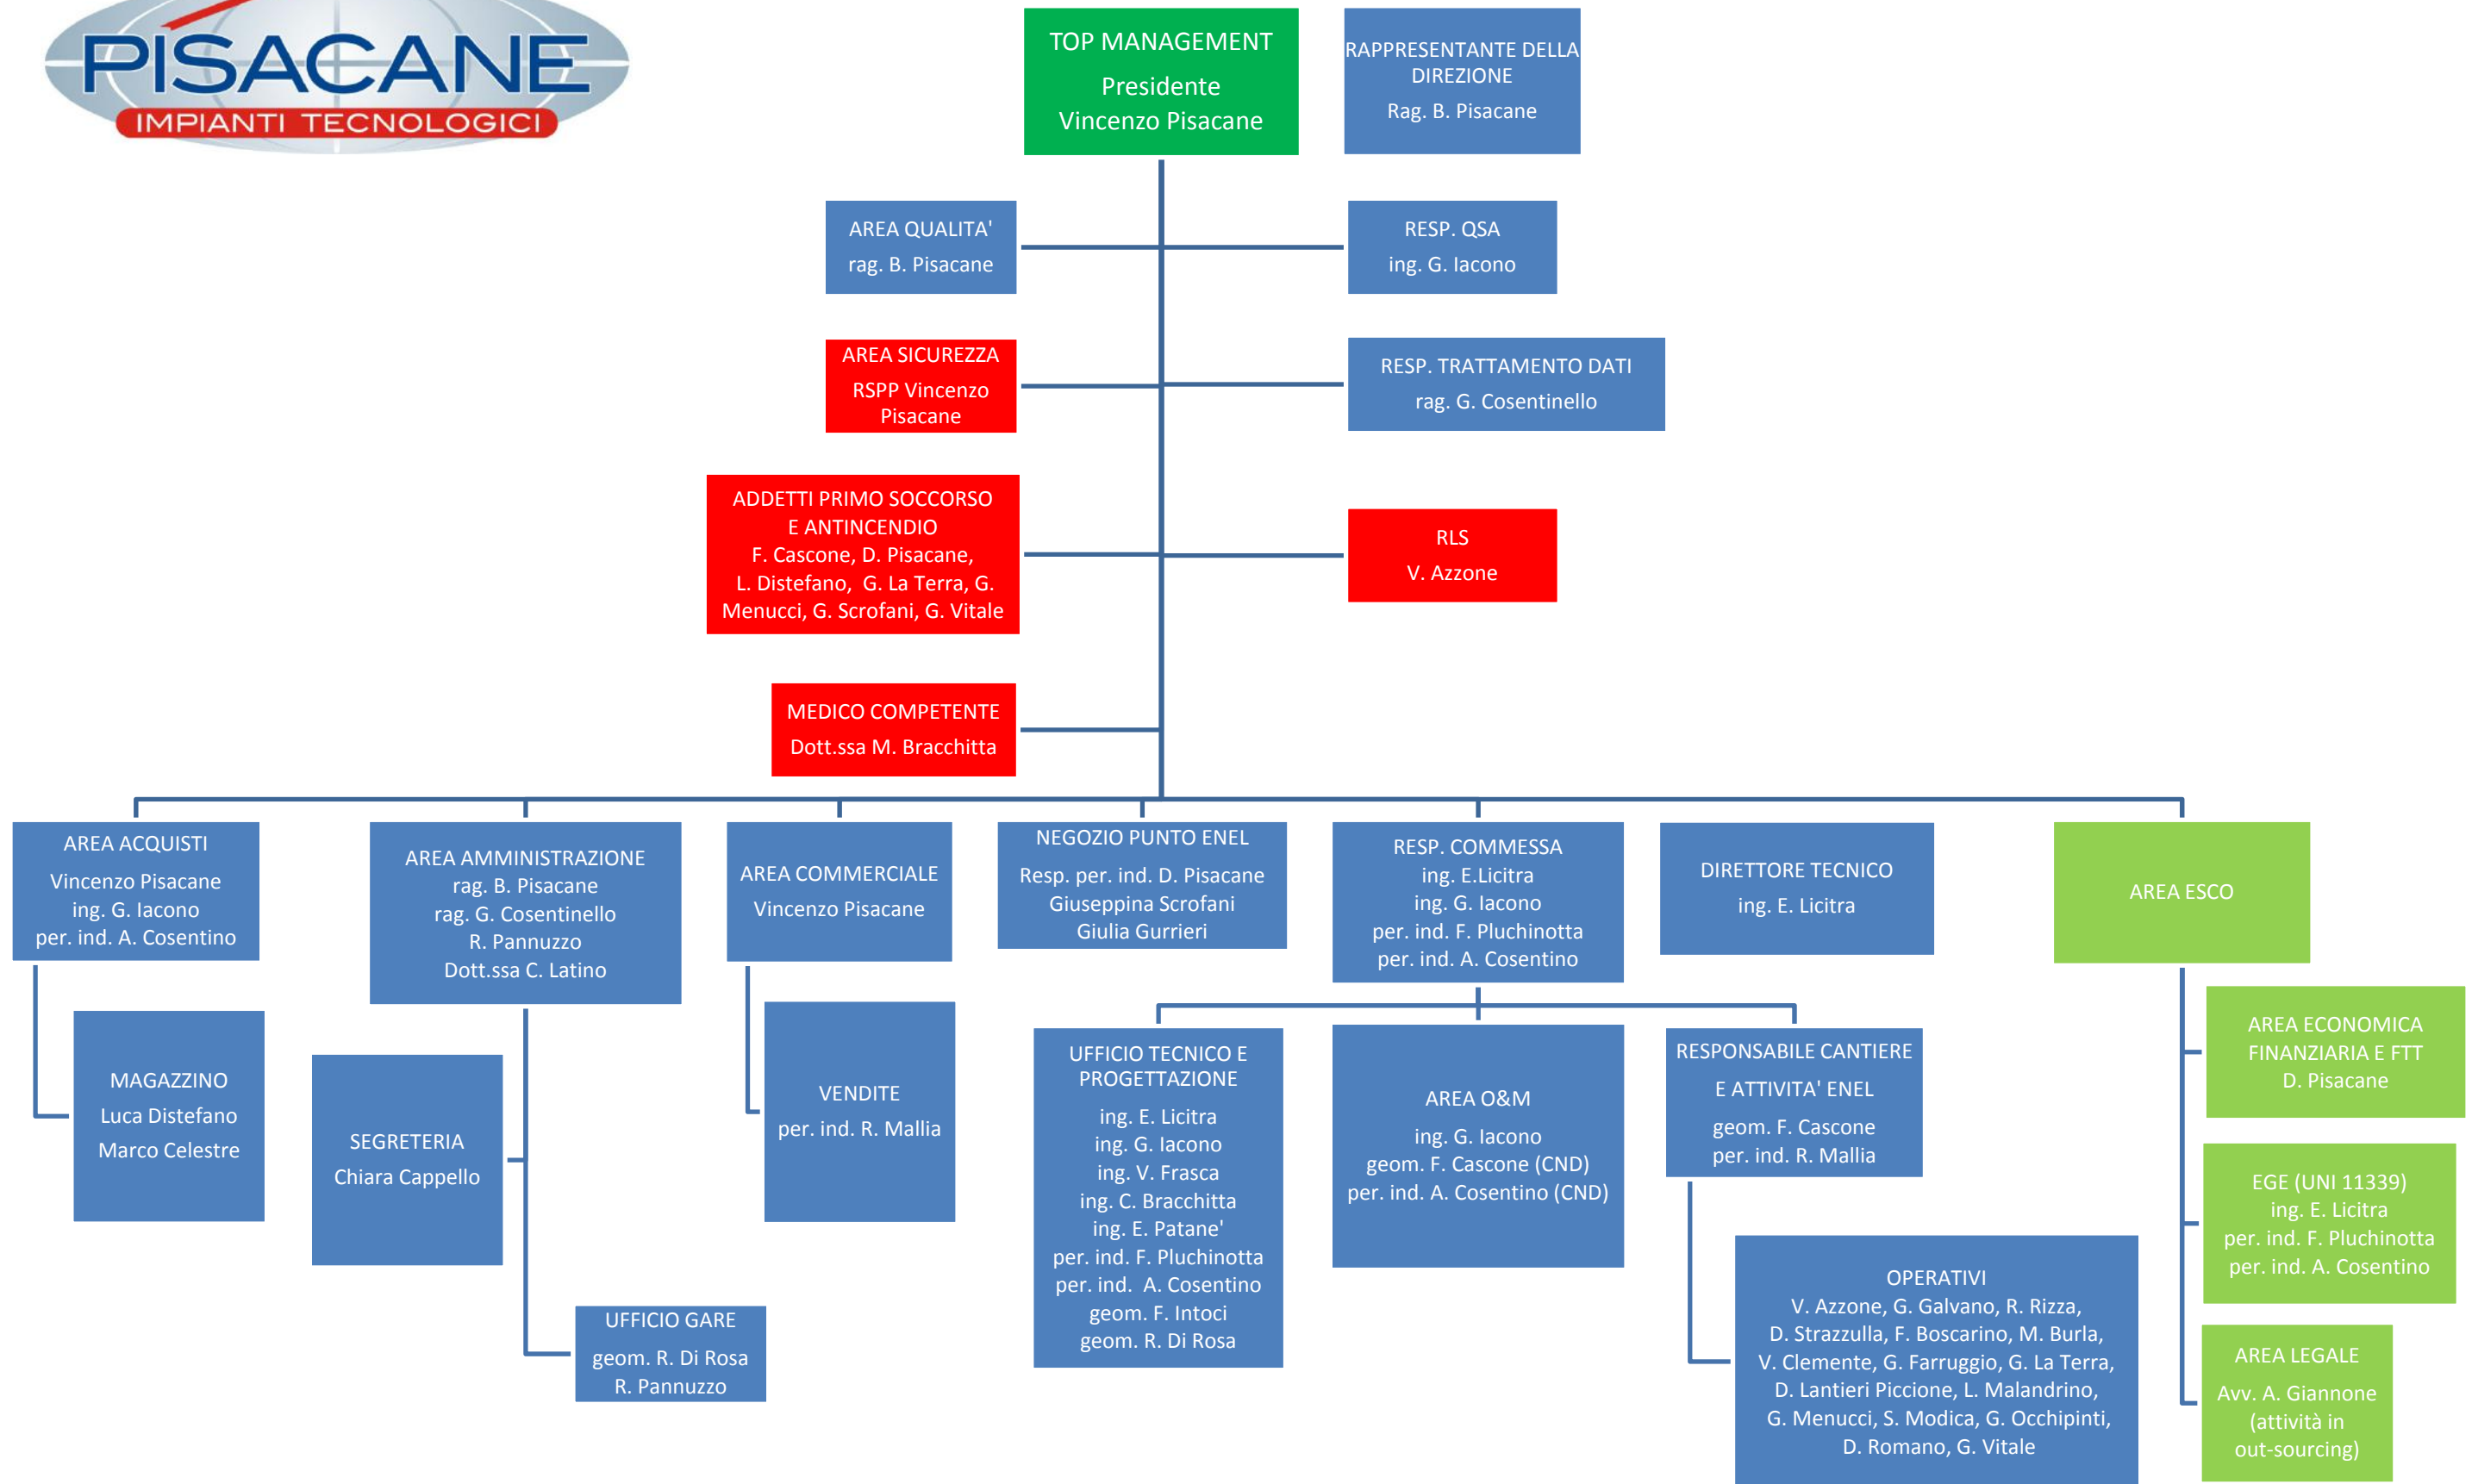 PISACANE
IMPIANTI TECNOLOGICI
TOP MANAGEMENT
Presidente
Vincenzo Pisacane
RAPPRESENTANTE DELLA
DIREZIONE
Rag. B. Pisacane
AREA QUALITA'
rag. B. Pisacane
RESP. QSA
ing. G. Iacono
AREA SICUREZZA
RSPP Vincenzo
Pisacane
RESP. TRATTAMENTO DATI
rag. G. Cosentinello
ADDETTI PRIMO SOCCORSO
E ANTINCENDIO
F. Cascone, D. Pisacane,
L. Distefano, G. La Terra, G.
Menucci, G. Scrofani, G. Vitale
RLS
V. Azzone
MEDICO COMPETENTE
Dott.ssa M. Bracchitta
AREA ACQUISTI
Vincenzo Pisacane
ing. G. Iacono
per. ind. A. Cosentino
AREA AMMINISTRAZIONE
rag. B. Pisacane
rag. G. Cosentinello
R. Pannuzzo
Dott.ssa C. Latino
AREA COMMERCIALE
Vincenzo Pisacane
NEGOZIO PUNTO ENEL
Resp. per. ind. D. Pisacane
Giuseppina Scrofani
Giulia Gurrieri
RESP. COMMESSA
ing. E.Licitra
ing. G. Iacono
per. ind. F. Pluchinotta
per. ind. A. Cosentino
DIRETTORE TECNICO
ing. E. Licitra
AREA ESCO
MAGAZZINO
Luca Distefano
Marco Celestre
SEGRETERIA
Chiara Cappello
UFFICIO GARE
geom. R. Di Rosa
R. Pannuzzo
VENDITE
per. ind. R. Mallia
UFFICIO TECNICO E
PROGETTAZIONE
ing. E. Licitra
ing. G. Iacono
ing. V. Frasca
ing. C. Bracchitta
ing. E. Patane'
per. ind. F. Pluchinotta
per. ind. A. Cosentino
geom. F. Intoci
geom. R. Di Rosa
AREA O&M
ing. G. Iacono
geom. F. Cascone (CND)
per. ind. A. Cosentino (CND)
RESPONSABILE CANTIERE
E ATTIVITA' ENEL
geom. F. Cascone
per. ind. R. Mallia
OPERATIVI
V. Azzone, G. Galvano, R. Rizza,
D. Strazzulla, F. Boscarino, M. Burla,
V. Clemente, G. Farruggio, G. La Terra,
D. Lantieri Piccione, L. Malandrino,
G. Menucci, S. Modica, G. Occhipinti,
D. Romano, G. Vitale
AREA ECONOMICA
FINANZIARIA E FTT
D. Pisacane
EGE (UNI 11339)
ing. E. Licitra
per. ind. F. Pluchinotta
per. ind. A. Cosentino
AREA LEGALE
Avv. A. Giannone
(attività in
out-sourcing)